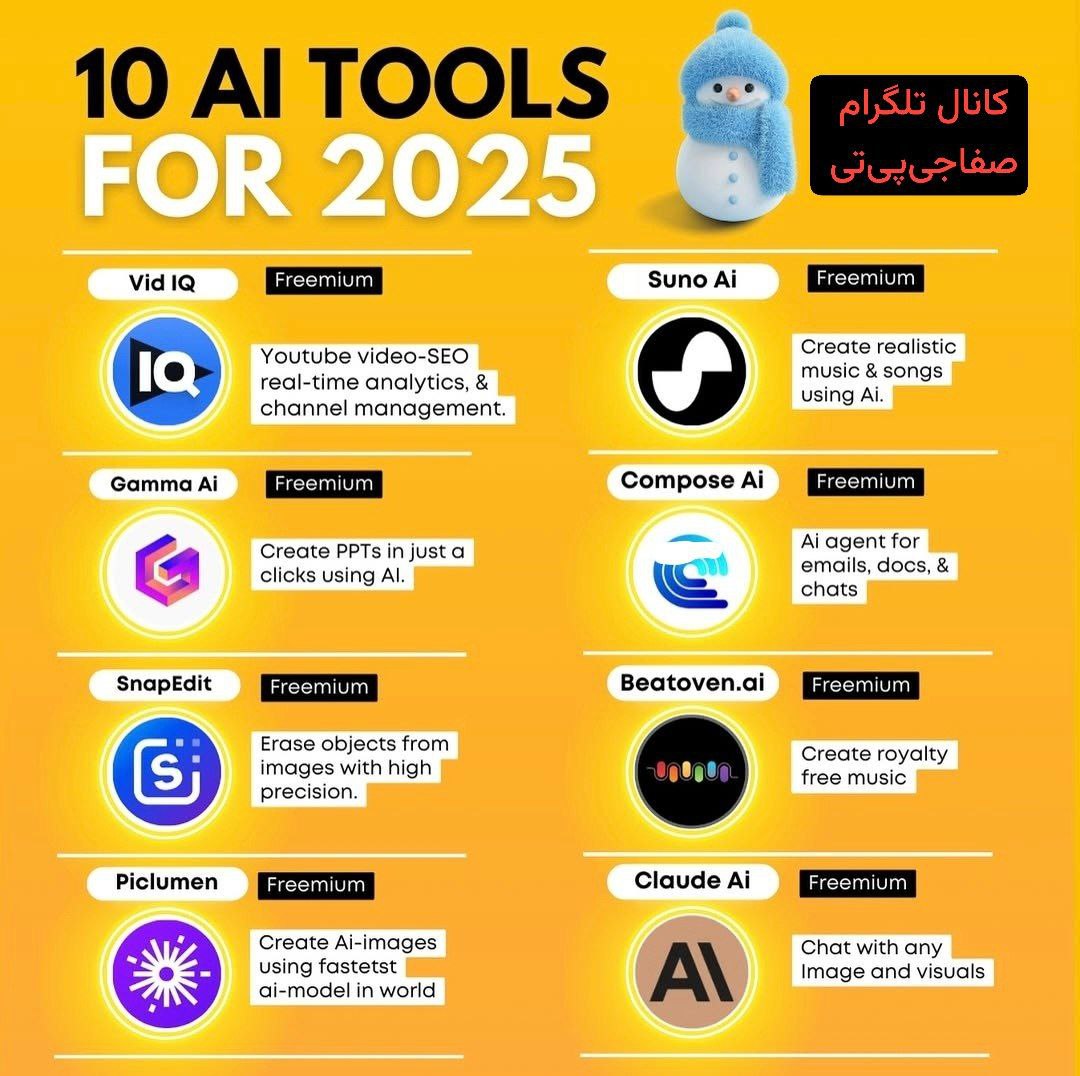 10 AI TOOLS
FOR 2025
کانال تلگرام
صفاجی‌پی‌تی
Vid IQ
Freemium
IQ
Youtube video-SEO
real-time analytics, &
channel management.
Suno Ai
Freemium
Create realistic
music & songs
using Ai.
Gamma Ai
Freemium
Create PPTs in just a
clicks using AI.
Compose Ai
Freemium
Ai agent for
emails, docs, &
chats
SnapEdit
Freemium
S
Erase objects from
images with high
precision.
Beatoven.ai
Freemium
Create royalty
free music
Piclumen
Freemium
Create Ai-images
using fastetst
ai-model in world
Claude Ai
Freemium
AI
Chat with any
Image and visuals